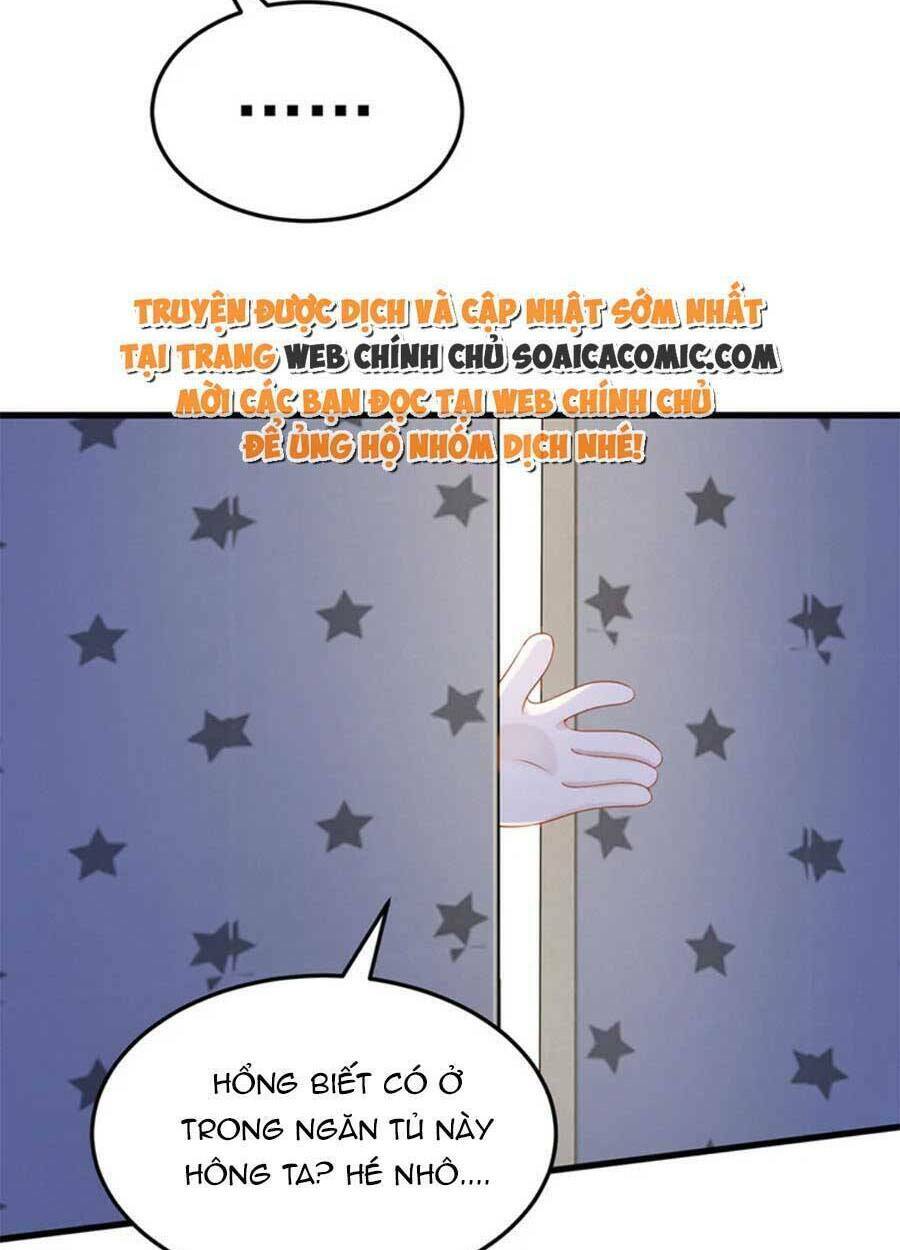 ......
TRUYỆN ĐƯỢC DỊCH VÀ CẬP NHẬT SỚM NHẤT
TẠI TRANG WEB CHÍNH CHỦ SOAICACOMIC.COM
MỜI CÁC BẠN ĐỌC TẠI WEB CHÍNH CHỦ
ĐỂ ỦNG HỘ NHÓM DỊCH NHÉ!
HỔNG BIẾT CÓ Ở
TRONG NGĂN TỦ NÀY
HÔNG TA? HÉ NHÔ....